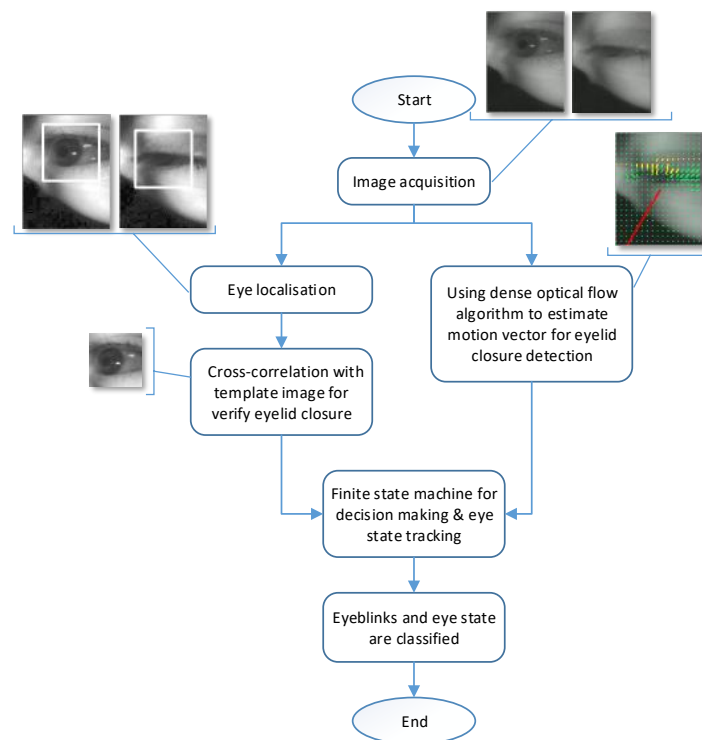 Start
Image acquisition
Eye localisation
Using dense optical flow
algorithm to estimate
motion vector for eyelid
closure detection
Cross-correlation with
template image for
verify eyelid closure
Finite state machine for
decision making & eye
state tracking
Eyeblinks and eye state
are classified
End